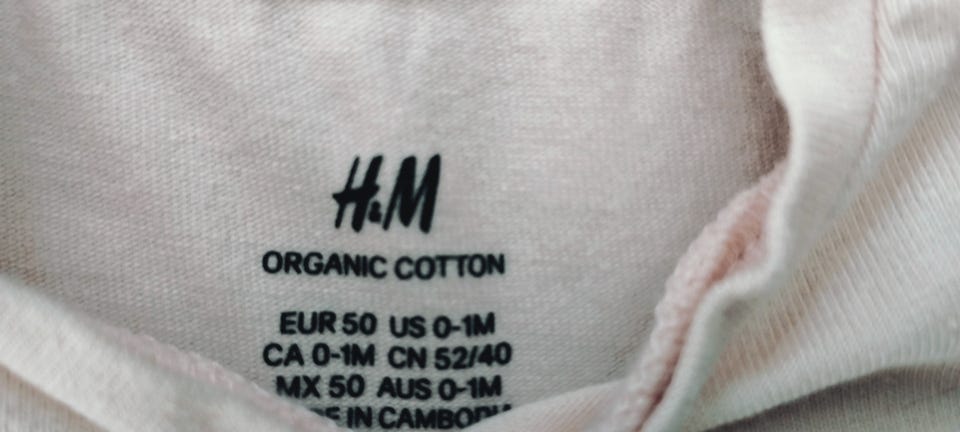 H&M
ORGANIC COTTON
EUR 50 US 0-1M
CA 0-1M CN 52/40
MX 50 AUS 0-1M
IN